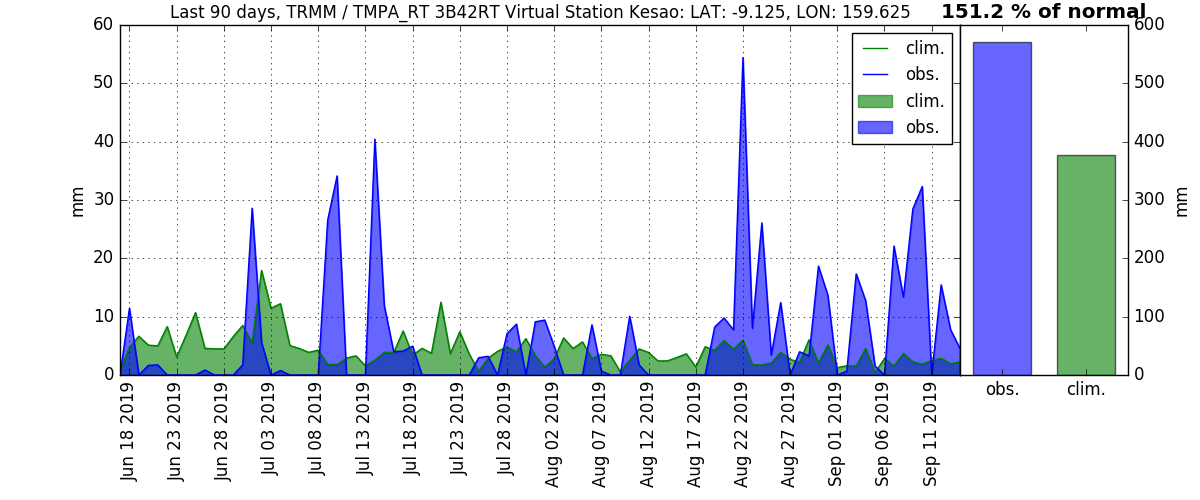 Last 90 days, TRMM / TMPA_RT 3B42RT Virtual Station Kesao: LAT: -9.125, LON: 159.625
151.2 % of normal
60
50
40
30
20
10
0
mm
clim.
obs.
clim.
obs.
600
500
400
300
200
100
0
mm
Jun 18 2019
Jun 23 2019
Jun 28 2019
Jul 03 2019
Jul 08 2019
Jul 13 2019
Jul 18 2019
Jul 23 2019
Jul 28 2019
Aug 02 2019
Aug 07 2019
Aug 12 2019
Aug 17 2019
Aug 22 2019
Aug 27 2019
Sep 01 2019
Sep 06 2019
Sep 11 2019
obs.
clim.